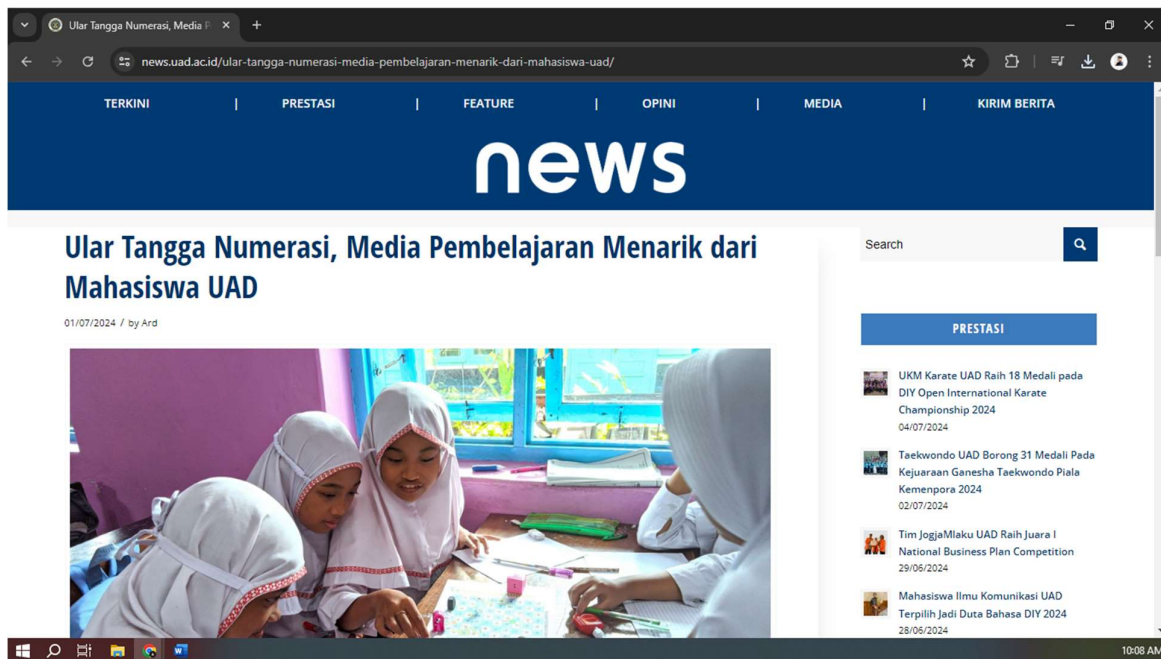 Ular Tangga Numerasi, Media P
news.uad.ac.id/ular-tangga-numerasi-media-pembelajaran-menarik-dari-mahasiswa-uad/
TERKINI | PRESTASI | FEATURE | OPINI | MEDIA | KIRIM BERITA
news
Ular Tangga Numerasi, Media Pembelajaran Menarik dari
Mahasiswa UAD
01/07/2024 / by Ard
Search
PRESTASI
UKM Karate UAD Raih 18 Medali pada
DIY Open International Karate
Championship 2024
04/07/2024
Taekwondo UAD Borong 31 Medali Pada
Kejuaraan Ganesha Taekwondo Piala
Kemenpora 2024
02/07/2024
Tim JogjaMlaku UAD Raih Juara I
National Business Plan Competition
29/06/2024
Mahasiswa Ilmu Komunikasi UAD
Terpilih Jadi Duta Bahasa DIY 2024
28/06/2024
10:08 AM